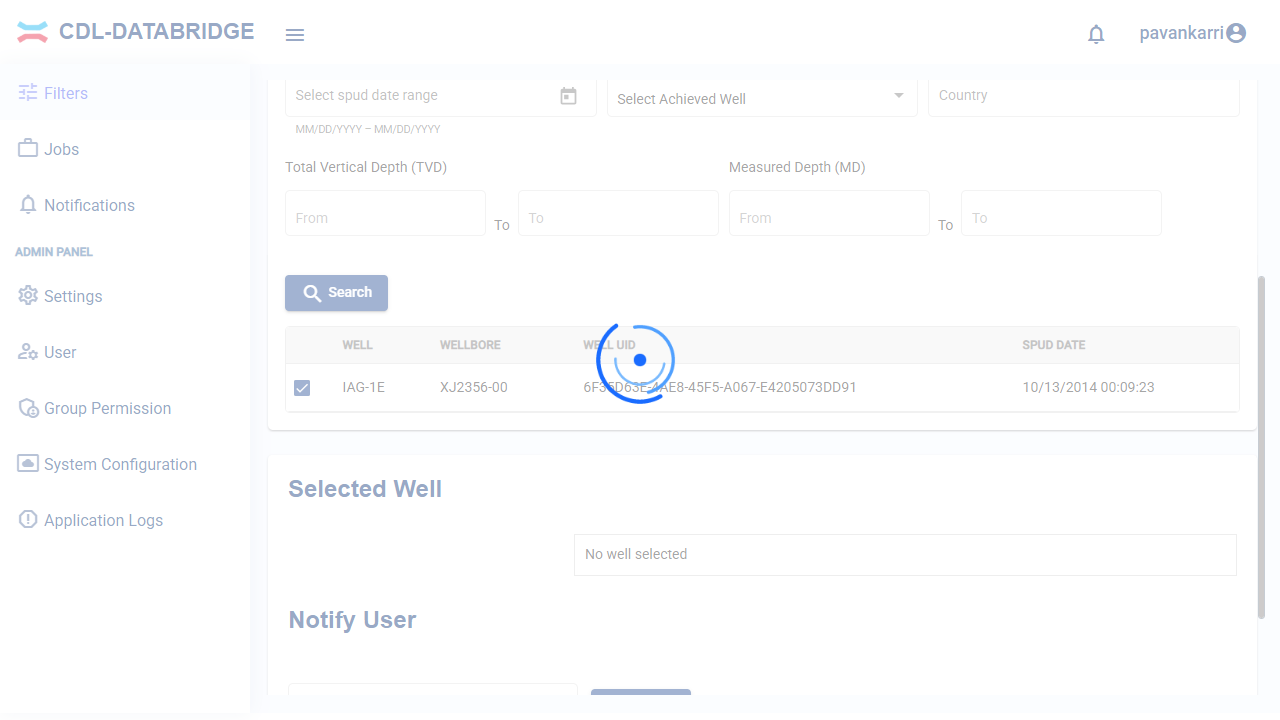 CDL-DATABRIDGE
pavankarri
Filters
Jobs
Notifications
ADMIN PANEL
Settings
User
Group Permission
System Configuration
Application Logs
Select spud date range
Select Achieved Well
Country
MM/DD/YYYY – MM/DD/YYYY
Total Vertical Depth (TVD)
Measured Depth (MD)
From To To From To To
Search
WELL WELLBORE WELL UID SPUD DATE
IAG-1E XJ2356-00 6F35D63E-4AE8-45F5-A067-E4205073DD91 10/13/2014 00:09:23
Selected Well
No well selected
Notify User